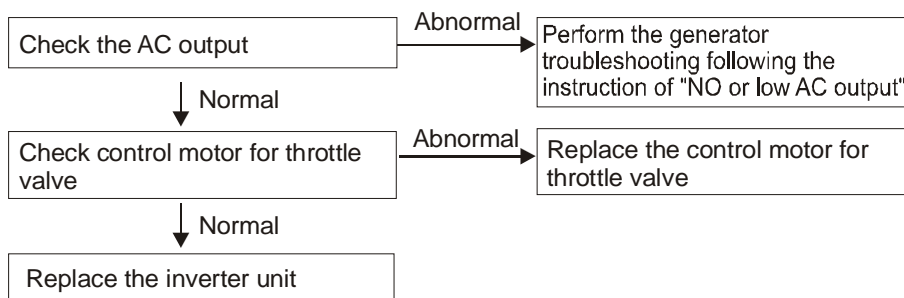 Check the AC output
Abnormal
Perform the generator
troubleshooting following the
instruction of "NO or low AC output"
Normal
Check control motor for throttle
valve
Abnormal
Replace the control motor for
throttle valve
Normal
Replace the inverter unit